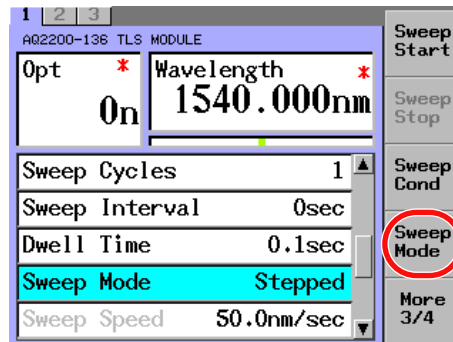 1 2 3
AQ2200-136 TLS MODULE
Opt *
On
Wavelength *
1540.000nm
Sweep Cycles 1
Sweep Interval 0sec
Dwell Time 0.1sec
Sweep Mode Stepped
Sweep Speed 50.0nm/sec
Sweep
Start
Sweep
Stop
Sweep
Cond
Sweep
Mode
More
3/4